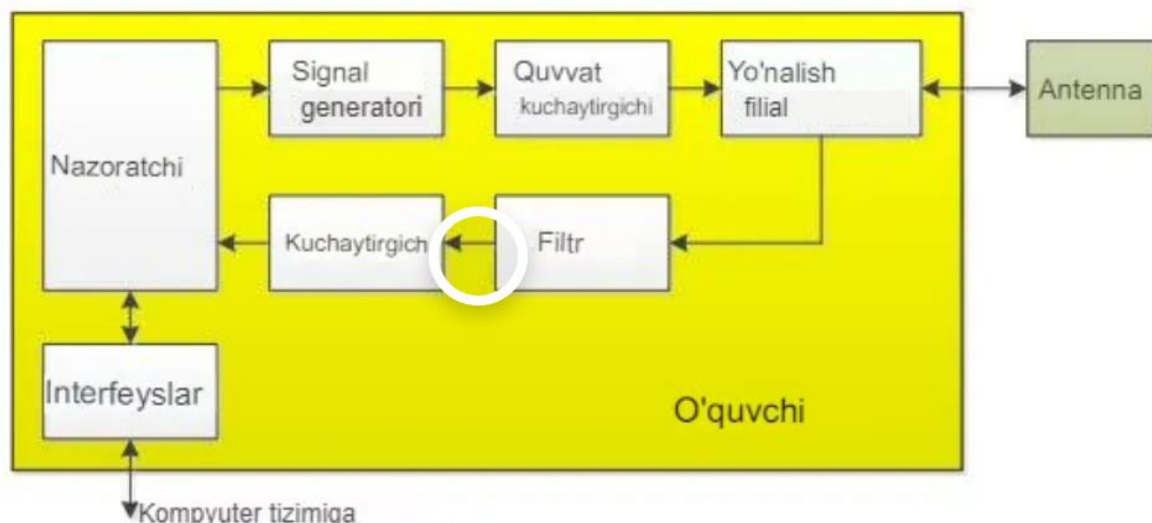 Signal
generatori
Quvvat
kuchaytirgichi
Yo'nalish
filial
Antenna
Nazoratchi
Kuchaytirgich
Filtr
Interfeyslar
O'quvchi
Kompyuter tizimiga